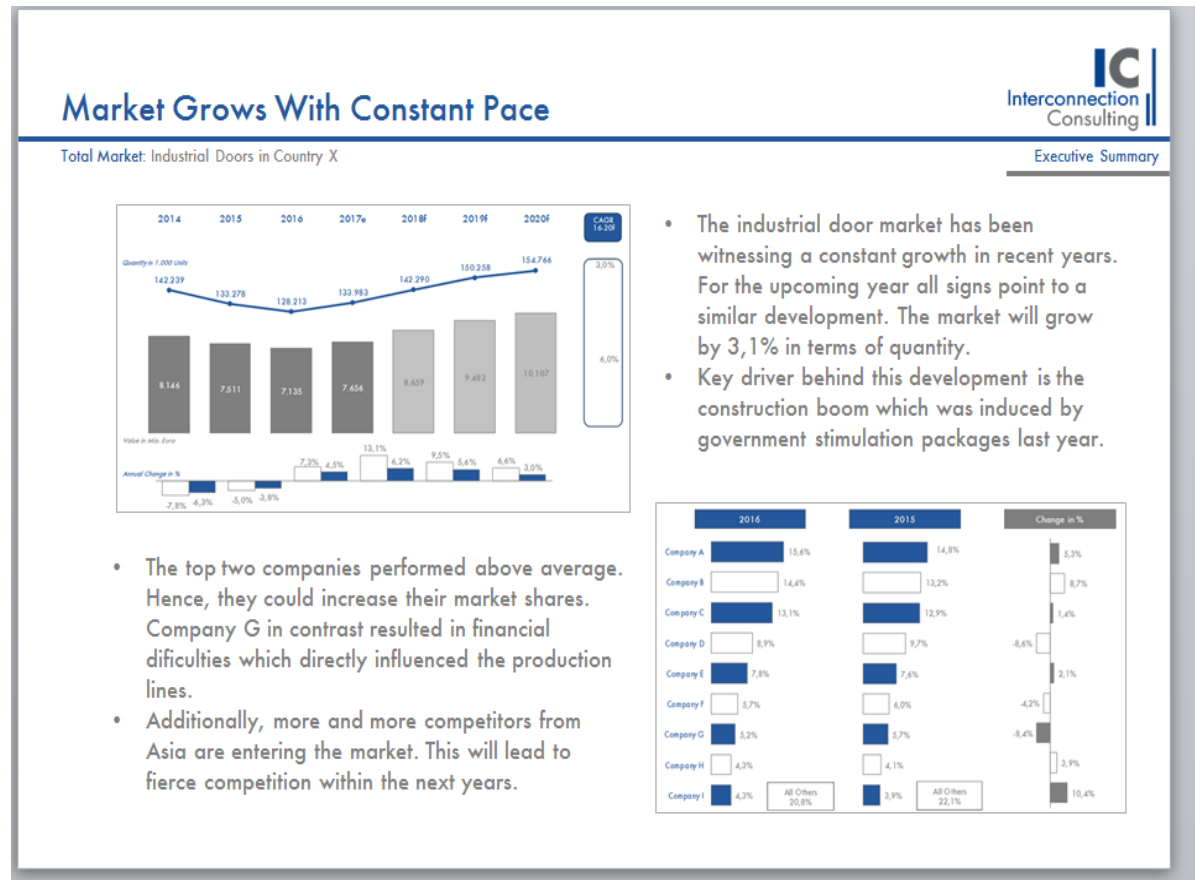 IC
Interconnection
Consulting
Market Grows With Constant Pace
Total Market: Industrial Doors in Country X
Executive Summary
2014 2015 2016 2017e 2018f 2019f 2020f
CAGR
16-20f
Quantity in 1.000 Units
142.239 133.278 128.213 133.983 142.290 150.258 154.766
3,0%
8.146 7.511 7.135 7.656 8.659 9.482 10.107
6,0%
Value in Mio. Euro
Annual Change in %
-7,8% -6,3% -5,0% -3,8% 7,3% 4,5% 13,1% 6,2% 9,5% 5,6% 6,6% 3,0%
• The industrial door market has been
witnessing a constant growth in recent years.
For the upcoming year all signs point to a
similar development. The market will grow
by 3,1% in terms of quantity.
• Key driver behind this development is the
construction boom which was induced by
government stimulation packages last year.
• The top two companies performed above average.
Hence, they could increase their market shares.
Company G in contrast resulted in financial
dificulties which directly influenced the production
lines.
• Additionally, more and more competitors from
Asia are entering the market. This will lead to
fierce competition within the next years.
2016 2015 Change in %
Company A 15,6% 14,8% 5,3%
Company B 14,4% 13,2% 8,7%
Company C 13,1% 12,9% 1,4%
Company D 8,9% 9,7% -8,6%
Company E 7,8% 7,6% 2,1%
Company F 5,7% 6,0% -4,2%
Company G 5,2% 5,7% -8,4%
Company H 4,3% 4,1% 3,9%
Company I 4,3% 3,9% 10,4%
All Others
20,8%
All Others
22,1%